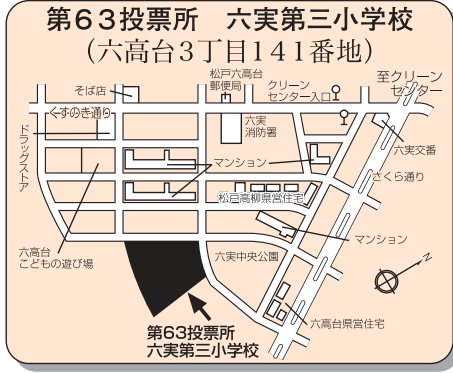 第６３投票所　六実第三小学校
（六高台３丁目１４１番地）
そば店
松戸六高台
郵便局
クリーン
センター入口
至クリーン
センター
くすのき通り
ドラッグストア
六実
消防署
六実交番
マンション
さくら通り
松戸高柳県営住宅
マンション
六高台
こどもの遊び場
六実中央公園
N
六高台県営住宅
第６３投票所
六実第三小学校